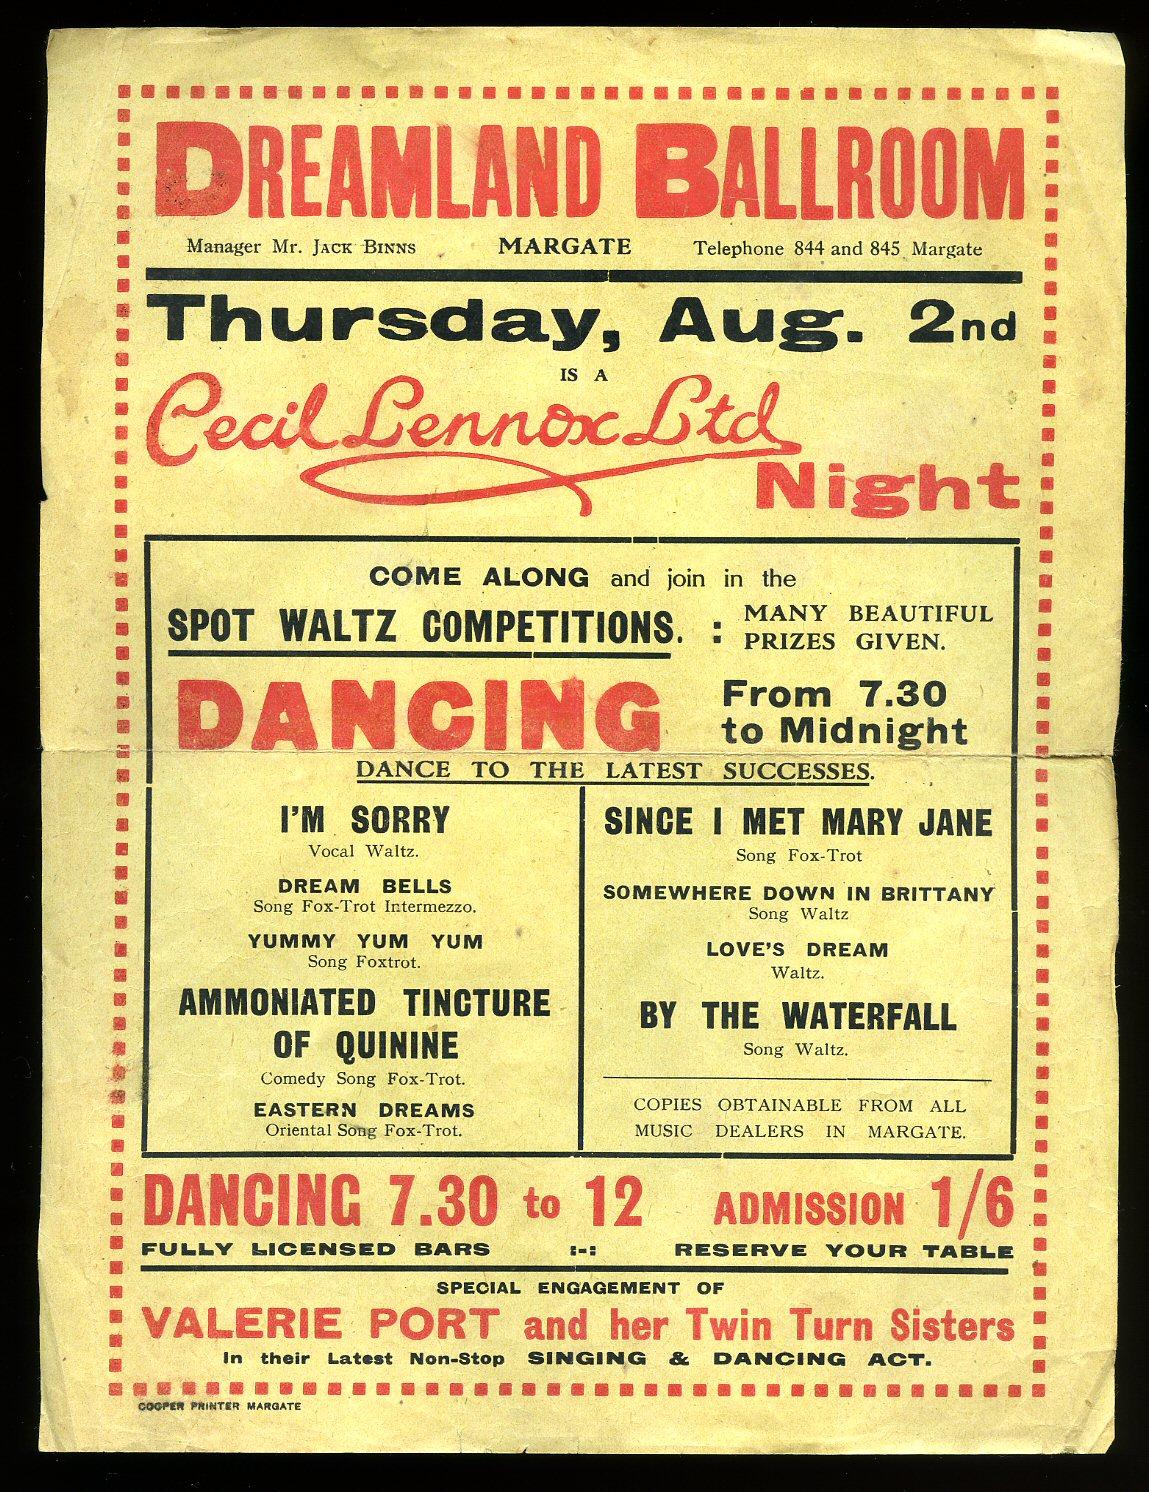 DREAMLAND BALLROOM
Manager Mr. JACK BINNS MARGATE Telephone 844 and 845 Margate
Thursday, Aug. 2nd
IS A
Cecil Lennox Ltd
Night
COME ALONG and join in the
SPOT WALTZ COMPETITIONS. : MANY BEAUTIFUL
PRIZES GIVEN.
DANCING From 7.30
to Midnight
DANCE TO THE LATEST SUCCESSES.
I'M SORRY
Vocal Waltz.
DREAM BELLS
Song Fox-Trot Intermezzo.
YUMMY YUM YUM
Song Foxtrot.
AMMONIATED TINCTURE
OF QUININE
Comedy Song Fox-Trot.
EASTERN DREAMS
Oriental Song Fox-Trot.
SINCE I MET MARY JANE
Song Fox-Trot
SOMEWHERE DOWN IN BRITTANY
Song Waltz
LOVE'S DREAM
Waltz.
BY THE WATERFALL
Song Waltz.
COPIES OBTAINABLE FROM ALL
MUSIC DEALERS IN MARGATE.
DANCING 7.30 to 12 ADMISSION 1/6
FULLY LICENSED BARS :-: RESERVE YOUR TABLE
SPECIAL ENGAGEMENT OF
VALERIE PORT and her Twin Turn Sisters
In their Latest Non-Stop SINGING & DANCING ACT.
COOPER PRINTER MARGATE